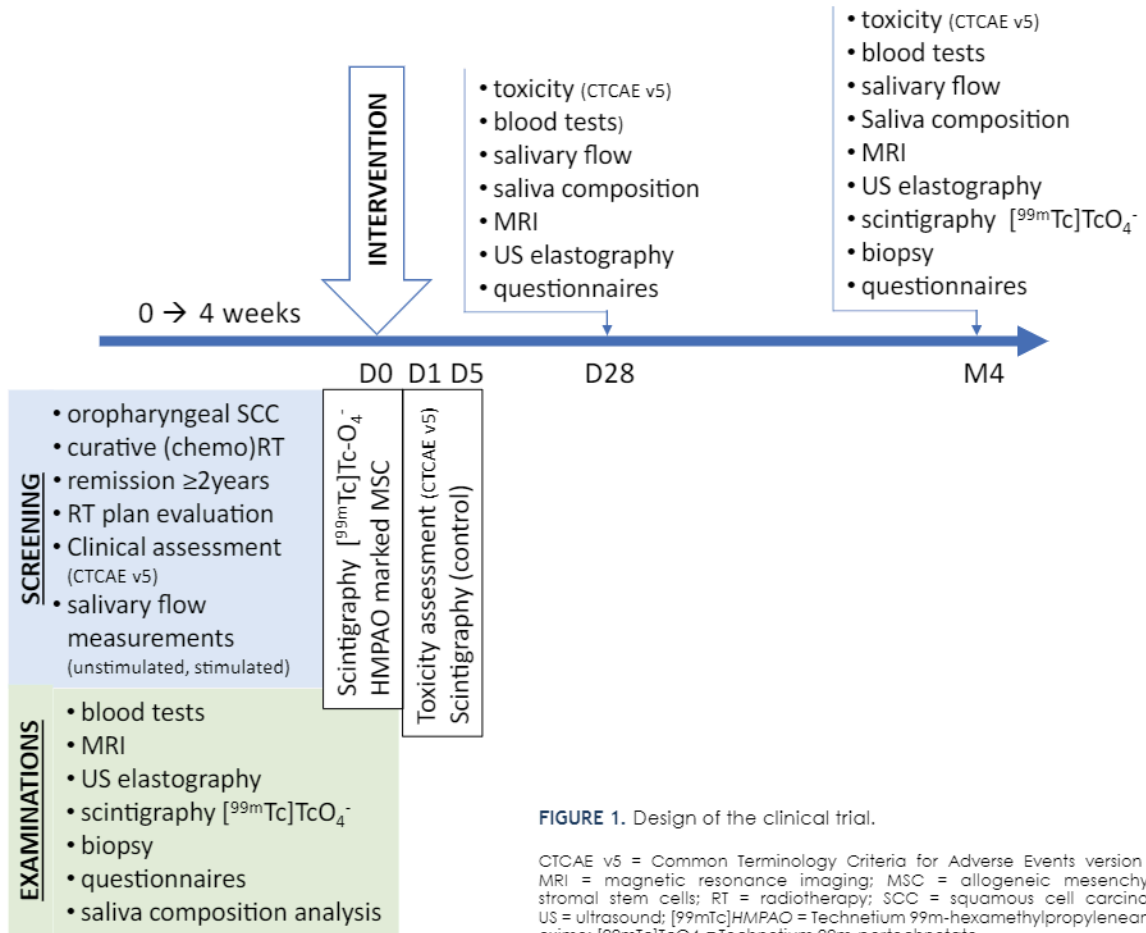 • toxicity (CTCAE v5)
• blood tests
• salivary flow
• Saliva composition
• MRI
• US elastography
• scintigraphy [99mTc]TcO4-
• biopsy
• questionnaires
• toxicity (CTCAE v5)
• blood tests)
• salivary flow
• saliva composition
• MRI
• US elastography
• questionnaires
INTERVENTION
0 → 4 weeks
D0 D1 D5 D28 M4
SCREENING
• oropharyngeal SCC
• curative (chemo)RT
• remission ≥2years
• RT plan evaluation
• Clinical assessment
(CTCAE v5)
• salivary flow
measurements
(unstimulated, stimulated)
Scintigraphy [99mTc]Tc-O4-
HMPAO marked MSC
Toxicity assessment (CTCAE v5)
Scintigraphy (control)
EXAMINATIONS
• blood tests
• MRI
• US elastography
• scintigraphy [99mTc]TcO4-
• biopsy
• questionnaires
• saliva composition analysis
FIGURE 1. Design of the clinical trial.
CTCAE v5 = Common Terminology Criteria for Adverse Events version
MRI = magnetic resonance imaging; MSC = allogeneic mesenchy
stromal stem cells; RT = radiotherapy; SCC = squamous cell carcino
US = ultrasound; [99mTc]HMPAO = Technetium 99m-hexamethylpropylenean